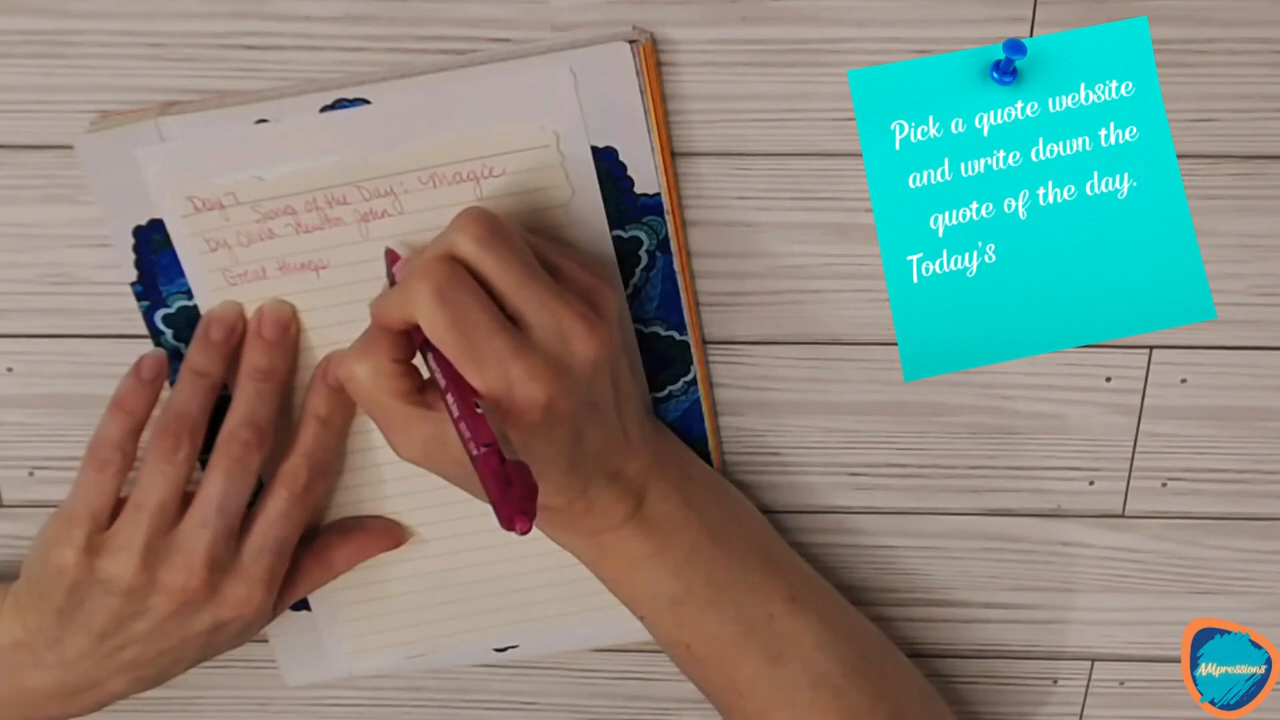 Day 7
Song of the Day: Magic
by Olivia Newton John
Great things
Pick a quote website
and write down the
quote of the day.
Today's
AMpressions